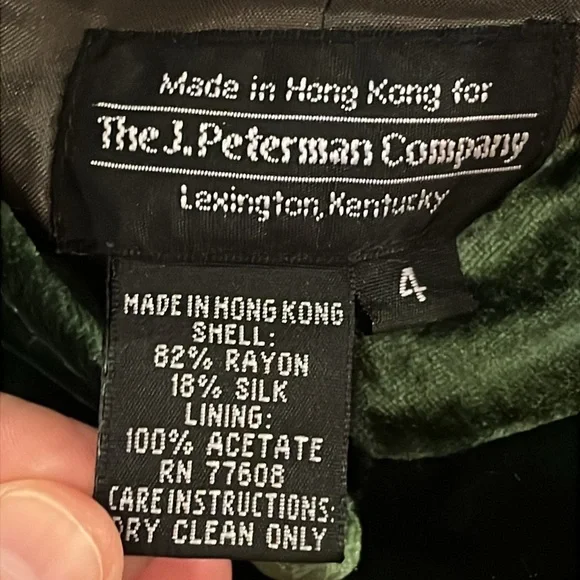 Made in Hong Kong for
The J. Peterman Company
Lexington, Kentucky
4
MADE IN HONG KONG
SHELL:
82% RAYON
18% SILK
LINING:
100% ACETATE
RN 77608
CARE INSTRUCTIONS:
DRY CLEAN ONLY